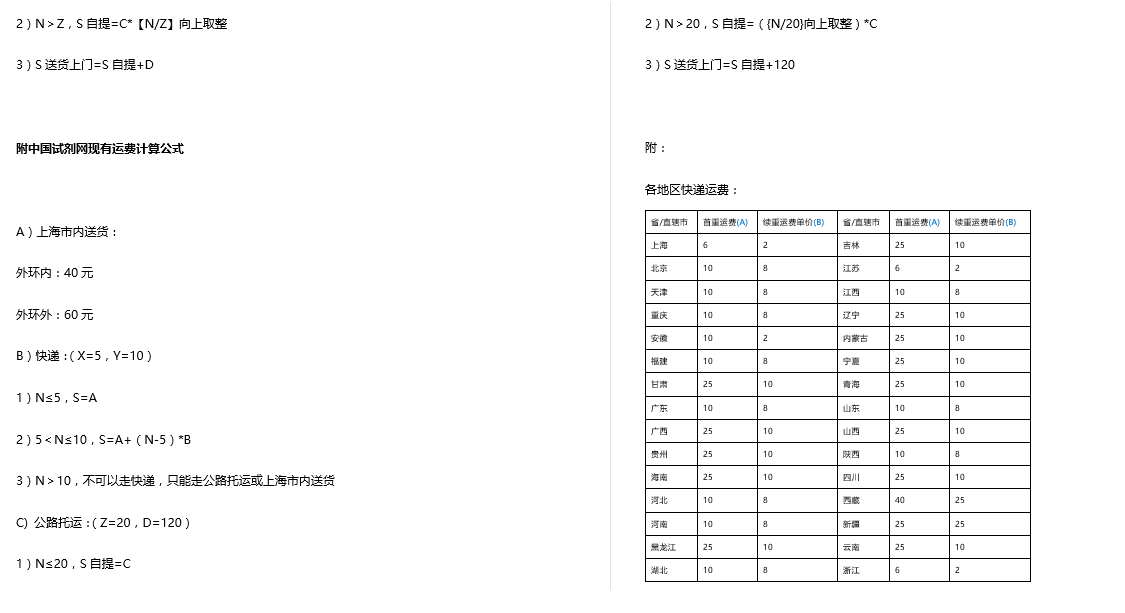 2）N＞Z，S 自提=C*【N/Z】向上取整
3）S 送货上门=S 自提+D
附中国试剂网现有运费计算公式
A）上海市内送货：
外环内：40 元
外环外：60 元
B）快递：（X=5，Y=10）
1）N≤5，S=A
2）5＜N≤10，S=A+（N-5）*B
3）N＞10，不可以走快递，只能走公路托运或上海市内送货
C) 公路托运：（Z=20，D=120）
1）N≤20，S 自提=C
2）N＞20，S 自提=（{N/20}向上取整）*C
3）S 送货上门=S 自提+120
附：
各地区快递运费：
省/直辖市 首重运费(A) 续重运费单价(B) 省/直辖市 首重运费(A) 续重运费单价(B)
上海 6 2 吉林 25 10
北京 10 8 江苏 6 2
天津 10 8 江西 10 8
重庆 10 8 辽宁 25 10
安徽 10 2 内蒙古 25 10
福建 10 8 宁夏 25 10
甘肃 25 10 青海 25 10
广东 10 8 山东 10 8
广西 25 10 山西 25 10
贵州 25 10 陕西 10 8
海南 25 10 四川 25 10
河北 10 8 西藏 40 25
河南 10 8 新疆 25 25
黑龙江 25 10 云南 25 10
湖北 10 8 浙江 6 2